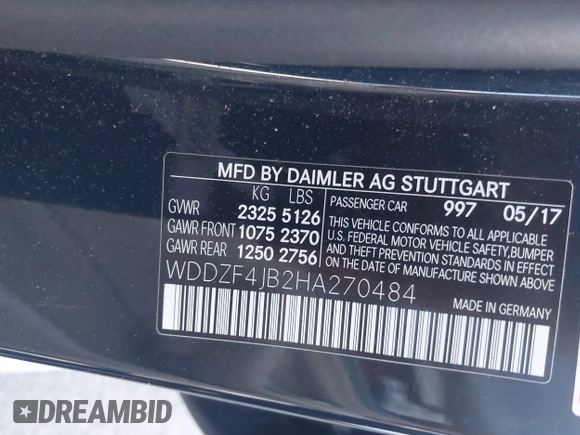 MFD BY DAIMLER AG STUTTGART
KG LBS PASSENGER CAR 997 05/17
GVWR 2325 5126
GAWR FRONT 1075 2370
GAWR REAR 1250 2756
THIS VEHICLE CONFORMS TO ALL APPLICABLE
U.S. FEDERAL MOTOR VEHICLE SAFETY, BUMPER
AND THEFT PREVENTION STANDARDS IN EFFECT
ON THE DATE OF MANUFACTURE SHOWN ABOVE.
WDDZF4JB2HA270484
MADE IN GERMANY
DREAMBID